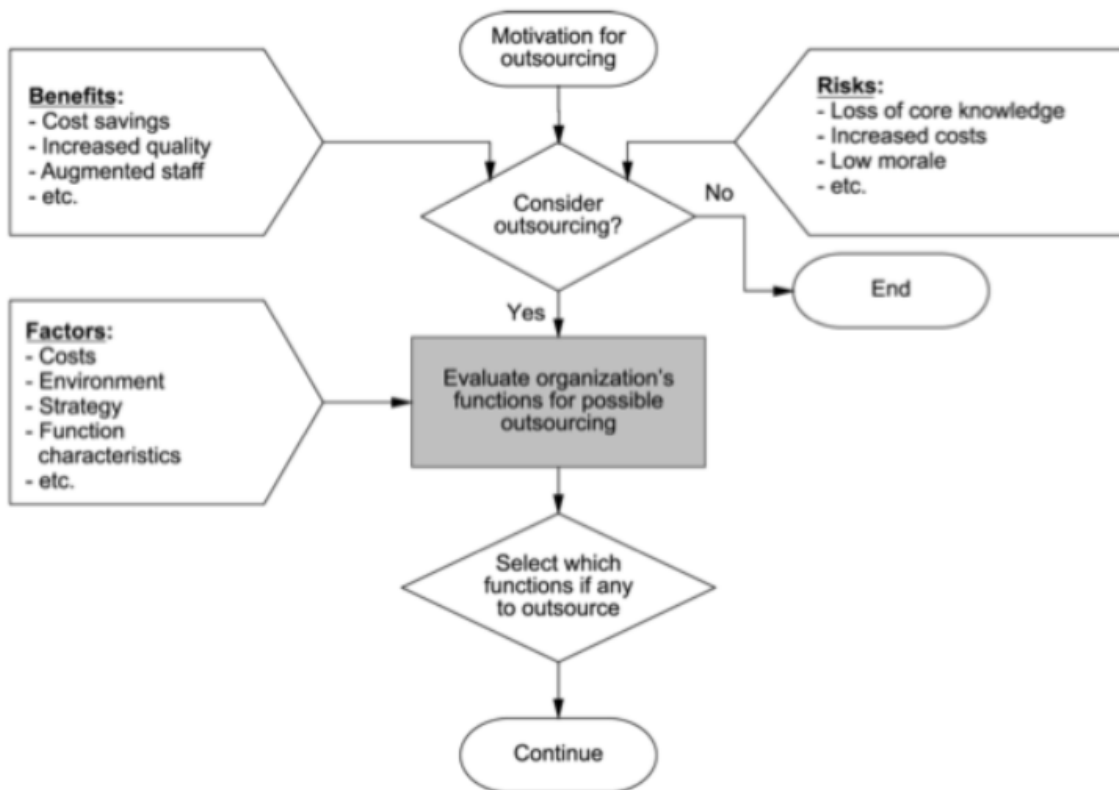 Motivation for
outsourcing
Benefits:
- Cost savings
- Increased quality
- Augmented staff
- etc.
Risks:
- Loss of core knowledge
- Increased costs
- Low morale
- etc.
Consider
outsourcing?
No
End
Yes
Factors:
- Costs
- Environment
- Strategy
- Function
characteristics
- etc.
Evaluate organization's
functions for possible
outsourcing
Select which
functions if any
to outsource
Continue